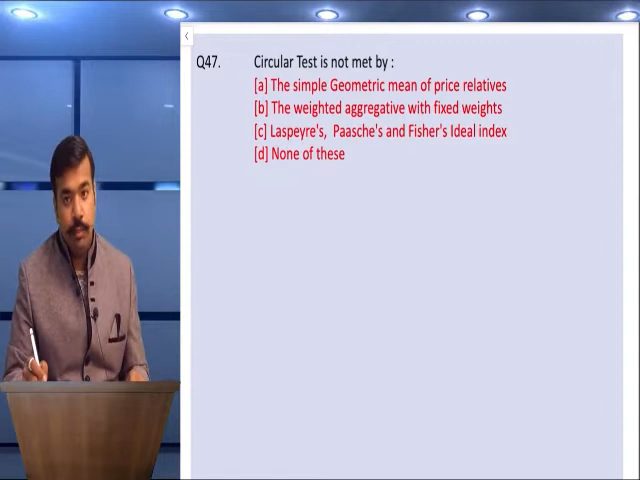 Q47. Circular Test is not met by :
[a] The simple Geometric mean of price relatives
[b] The weighted aggregative with fixed weights
[c] Laspeyre's, Paasche's and Fisher's Ideal index
[d] None of these